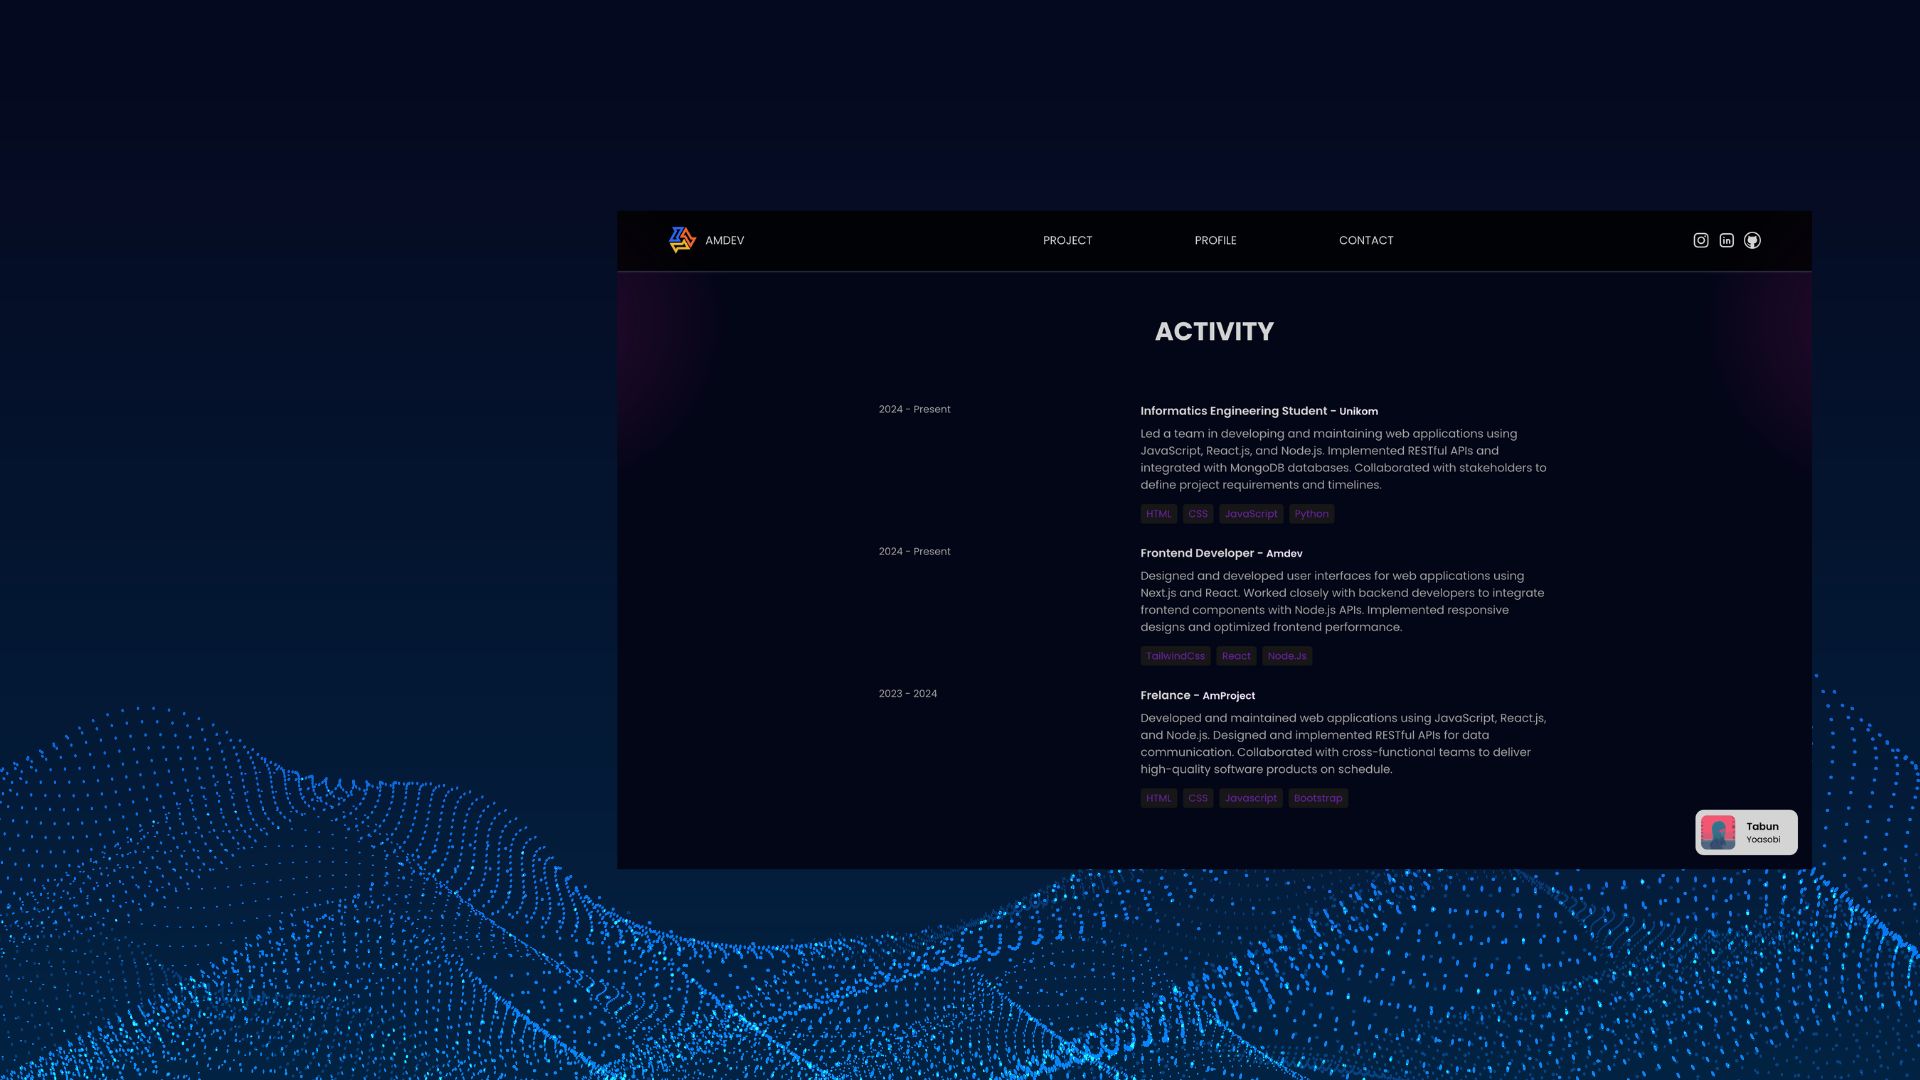 AMDEV
PROJECT
PROFILE
CONTACT
in
ACTIVITY
2024 - Present
Informatics Engineering Student - Unikom
Led a team in developing and maintaining web applications using
JavaScript, React.js, and Node.js. Implemented RESTful APIs and
integrated with MongoDB databases. Collaborated with stakeholders to
define project requirements and timelines.
HTML CSS JavaScript Python
2024 - Present
Frontend Developer - Amdev
Designed and developed user interfaces for web applications using
Next.js and React. Worked closely with backend developers to integrate
frontend components with Node.js APIs. Implemented responsive
designs and optimized frontend performance.
TailwindCss React Node.Js
2023 - 2024
Frelance - AmProject
Developed and maintained web applications using JavaScript, React.js,
and Node.js. Designed and implemented RESTful APIs for data
communication. Collaborated with cross-functional teams to deliver
high-quality software products on schedule.
HTML CSS Javascript Bootstrap
Tabun
Yoasobi